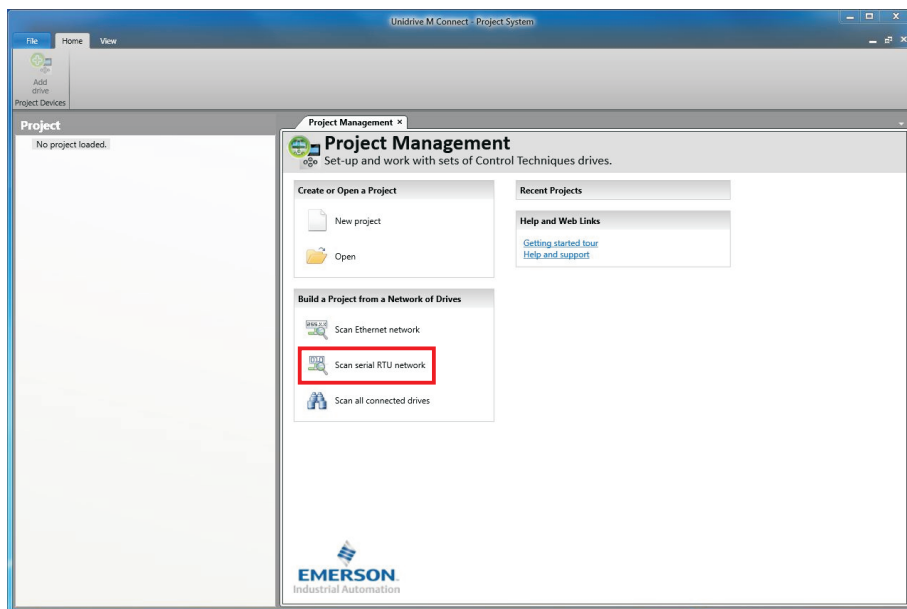 Unidrive M Connect - Project System
File Home View
Add
drive
Project Devices
Project
No project loaded.
Project Management ×
Project Management
Set-up and work with sets of Control Techniques drives.
Create or Open a Project
New project
Open
Recent Projects
Help and Web Links
Getting started tour
Help and support
Build a Project from a Network of Drives
Scan Ethernet network
Scan serial RTU network
Scan all connected drives
EMERSON
Industrial Automation